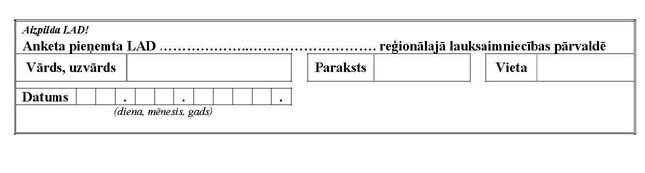 Aizpilda LAD!
Anketa pieņemta LAD ………………..…………………………. reģionālajā lauksaimniecības pārvaldē
Vārds, uzvārds Paraksts Vieta
Datums . . .
(diena, mēnesis, gads)